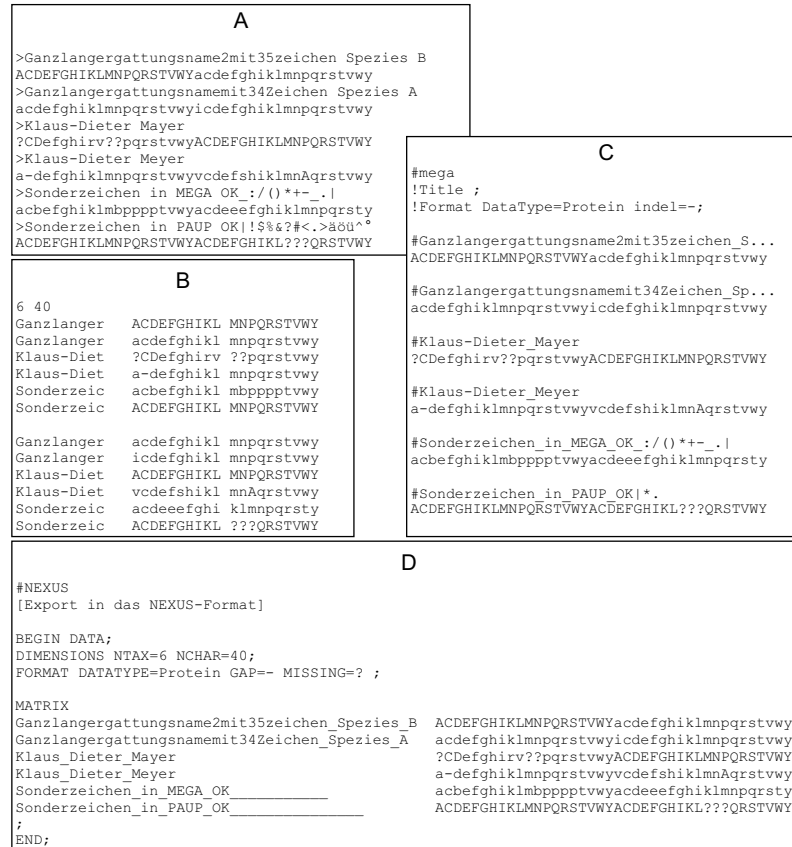 A
>Ganzlangergattungsname2mit35zeichen Spezies B
ACDEFGHIKLMNPQRSTVWYacdefghiklmnpqrstvwy
>Ganzlangergattungsnamemit34Zeichen Spezies A
acdefghiklmnpqrstvwyicdefghiklmnpqrstvwy
>Klaus-Dieter Mayer
?CDefghirv??pqrstvwyACDEFGHIKLMNPQRSTVWY
>Klaus-Dieter Meyer
a-defghiklmnpqrstvwyvcdefshiklmnAqrstvwy
>Sonderzeichen in MEGA OK_:/()*+-_.|
acbefghiklmbpppptvwyacdeeefghiklmnpqrsty
>Sonderzeichen in PAUP OK|!$%&?#<.>äöü^°
ACDEFGHIKLMNPQRSTVWYACDEFGHIKL???QRSTVWY
B
6 40
Ganzlanger   ACDEFGHIKL MNPQRSTVWY
Ganzlanger   acdefghikl mnpqrstvwy
Klaus-Diet   ?CDefghirv ??pqrstvwy
Klaus-Diet   a-defghikl mnpqrstvwy
Sonderzeic   acbefghikl mbpppptvwy
Sonderzeic   ACDEFGHIKL MNPQRSTVWY
Ganzlanger   acdefghikl mnpqrstvwy
Ganzlanger   icdefghikl mnpqrstvwy
Klaus-Diet   ACDEFGHIKL MNPQRSTVWY
Klaus-Diet   vcdefshikl mnAqrstvwy
Sonderzeic   acdeeefghi klmnpqrsty
Sonderzeic   ACDEFGHIKL ???QRSTVWY
C
#mega
!Title ;
!Format DataType=Protein indel=-;
#Ganzlangergattungsname2mit35zeichen_S...
ACDEFGHIKLMNPQRSTVWYacdefghiklmnpqrstvwy
#Ganzlangergattungsnamemit34Zeichen_Sp...
acdefghiklmnpqrstvwyicdefghiklmnpqrstvwy
#Klaus-Dieter_Mayer
?CDefghirv??pqrstvwyACDEFGHIKLMNPQRSTVWY
#Klaus-Dieter_Meyer
a-defghiklmnpqrstvwyvcdefshiklmnAqrstvwy
#Sonderzeichen_in_MEGA_OK_:/()*+-_.|
acbefghiklmbpppptvwyacdeeefghiklmnpqrsty
#Sonderzeichen_in_PAUP_OK|*.
ACDEFGHIKLMNPQRSTVWYACDEFGHIKL???QRSTVWY
D
#NEXUS
[Export in das NEXUS-Format]
BEGIN DATA;
DIMENSIONS NTAX=6 NCHAR=40;
FORMAT DATATYPE=Protein GAP=- MISSING=? ;
MATRIX
Ganzlangergattungsname2mit35zeichen_Spezies_B  ACDEFGHIKLMNPQRSTVWYacdefghiklmnpqrstvwy
Ganzlangergattungsnamemit34Zeichen_Spezies_A   acdefghiklmnpqrstvwyicdefghiklmnpqrstvwy
Klaus_Dieter_Mayer                             ?CDefghirv??pqrstvwyACDEFGHIKLMNPQRSTVWY
Klaus_Dieter_Meyer                             a-defghiklmnpqrstvwyvcdefshiklmnAqrstvwy
Sonderzeichen_in_MEGA_OK___________            acbefghiklmbpppptvwyacdeeefghiklmnpqrsty
Sonderzeichen_in_PAUP_OK_______________        ACDEFGHIKLMNPQRSTVWYACDEFGHIKL???QRSTVWY
;
END;